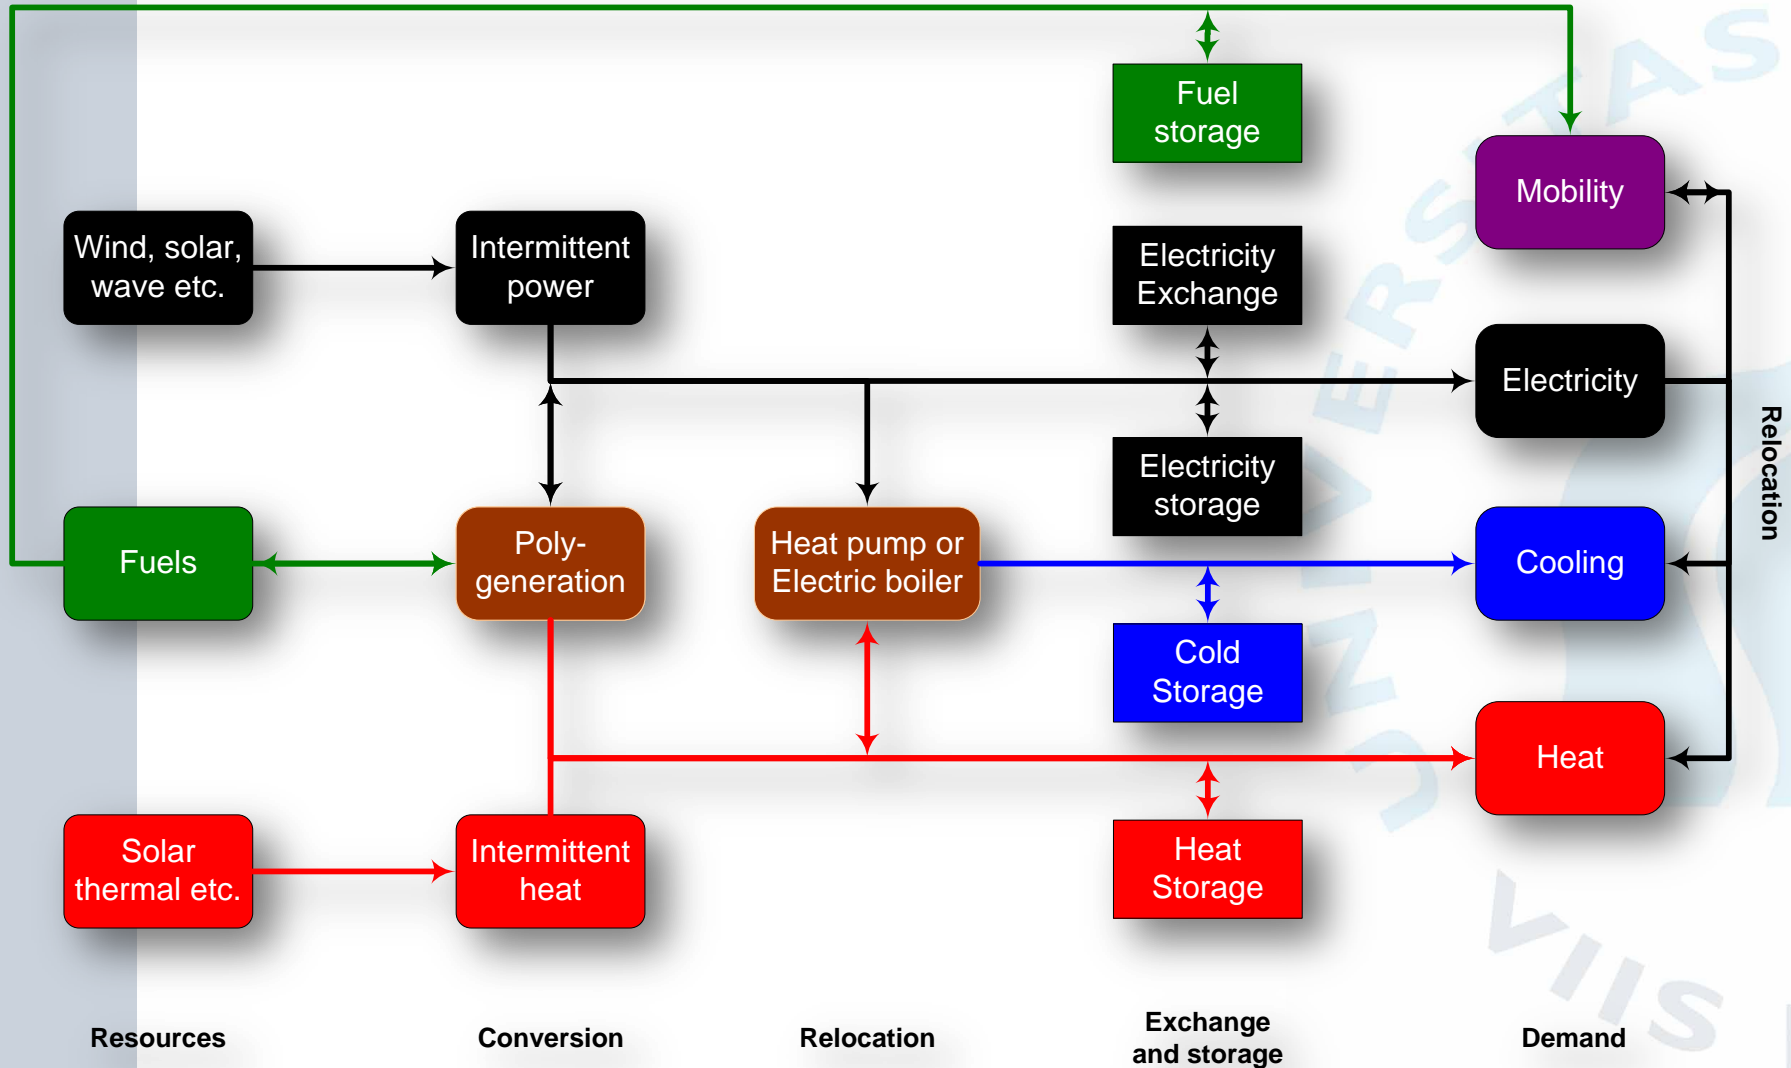 Fuel
storage
Mobility
Wind, solar,
wave etc.
Intermittent
power
Electricity
Exchange
Electricity
Relocation
Electricity
storage
Fuels
Poly-
generation
Heat pump or
Electric boiler
Cooling
Cold
Storage
Heat
Solar
thermal etc.
Intermittent
heat
Heat
Storage
Resources
Conversion
Relocation
Exchange
and storage
Demand
UNIVERSITAS
VIIS